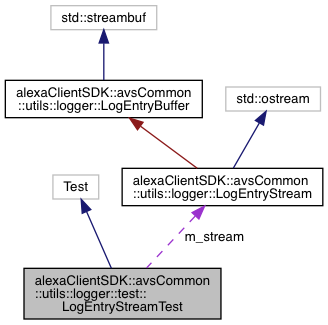 std::streambuf
alexaClientSDK::avsCommon
::utils::logger::LogEntryBuffer
std::ostream
Test
alexaClientSDK::avsCommon
::utils::logger::LogEntryStream
m_stream
alexaClientSDK::avsCommon
::utils::logger::test::
LogEntryStreamTest